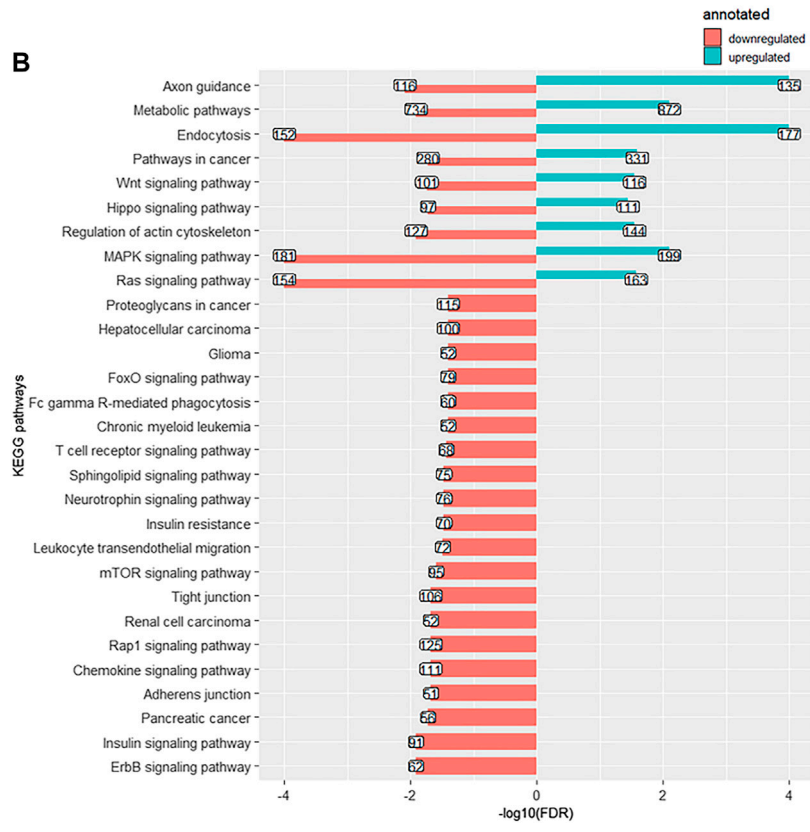 annotated
downregulated
upregulated
B
Axon guidance 116 135
Metabolic pathways 734 872
Endocytosis 152 177
Pathways in cancer 280 331
Wnt signaling pathway 101 116
Hippo signaling pathway 97 111
Regulation of actin cytoskeleton 127 144
MAPK signaling pathway 181 199
Ras signaling pathway 154 163
Proteoglycans in cancer 115
Hepatocellular carcinoma 100
Glioma 52
FoxO signaling pathway 79
Fc gamma R-mediated phagocytosis 60
Chronic myeloid leukemia 52
T cell receptor signaling pathway 68
Sphingolipid signaling pathway 75
Neurotrophin signaling pathway 76
Insulin resistance 70
Leukocyte transendothelial migration 72
mTOR signaling pathway 95
Tight junction 106
Renal cell carcinoma 52
Rap1 signaling pathway 125
Chemokine signaling pathway 111
Adherens junction 51
Pancreatic cancer 56
Insulin signaling pathway 91
ErbB signaling pathway 62
KEGG pathways
-4 -2 0 2 4
-log10(FDR)